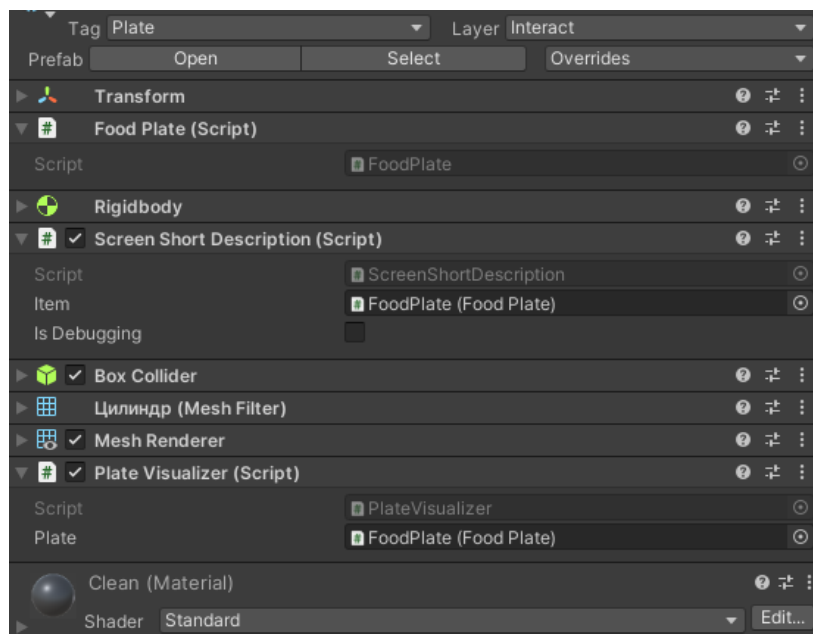 Tag Plate Layer Interact
Prefab Open Select Overrides
Transform
# Food Plate (Script)
Script # FoodPlate
Rigidbody
# Screen Short Description (Script)
Script # ScreenShortDescription
Item # FoodPlate (Food Plate)
Is Debugging
Box Collider
Цилиндр (Mesh Filter)
Mesh Renderer
# Plate Visualizer (Script)
Script # PlateVisualizer
Plate # FoodPlate (Food Plate)
Clean (Material)
Shader Standard Edit...